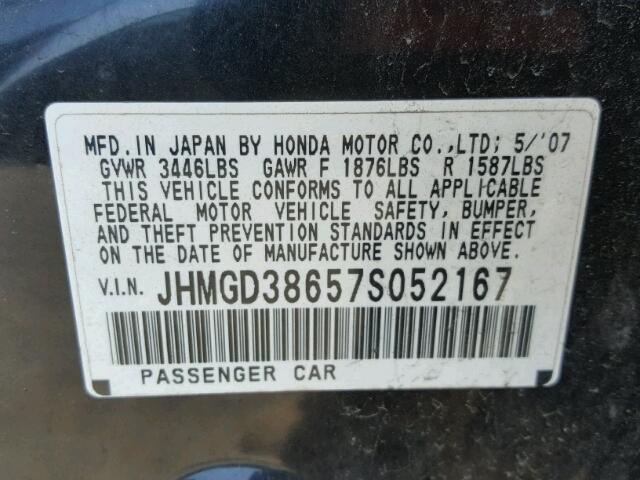 MFD. IN JAPAN BY HONDA MOTOR CO.,LTD; 5/'07
GVWR 3446LBS GAWR F 1876LBS R 1587LBS
THIS VEHICLE CONFORMS TO ALL APPLICABLE
FEDERAL MOTOR VEHICLE SAFETY, BUMPER,
AND THEFT PREVENTION STANDARDS IN EFFECT
ON THE DATE OF MANUFACTURE SHOWN ABOVE.
V.I.N. JHMGD38657S052167
PASSENGER CAR